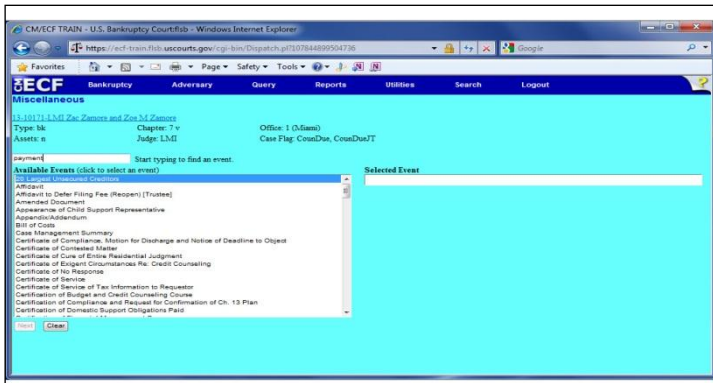 CM/ECF TRAIN - U.S. Bankruptcy Court:flsb - Windows Internet Explorer
https://ecf-train.flsb.uscourts.gov/cgi-bin/Dispatch.pl?107844899504736
Google
Favorites Page Safety Tools
ECF Bankruptcy Adversary Query Reports Utilities Search Logout ?
Miscellaneous
13-10171-LMI Zac Zamore and Zoe M Zamore
Type: bk Chapter: 7 v Office: 1 (Miami)
Assets: n Judge: LMI Case Flag: CounDue, CounDueJT
payment Start typing to find an event.
Available Events (click to select an event) Selected Event
20 Largest Unsecured Creditors
Affidavit
Affidavit to Defer Filing Fee (Reopen) [Trustee]
Amended Document
Appearance of Child Support Representative
Appendix/Addendum
Bill of Costs
Case Management Summary
Certificate of Compliance, Motion for Discharge and Notice of Deadline to Object
Certificate of Contested Matter
Certificate of Cure of Entire Residential Judgment
Certificate of Exigent Circumstances Re: Credit Counseling
Certificate of No Response
Certificate of Service
Certificate of Service of Tax Information to Requestor
Certification of Budget and Credit Counseling Course
Certification of Compliance and Request for Confirmation of Ch. 13 Plan
Certification of Domestic Support Obligations Paid
Next Clear